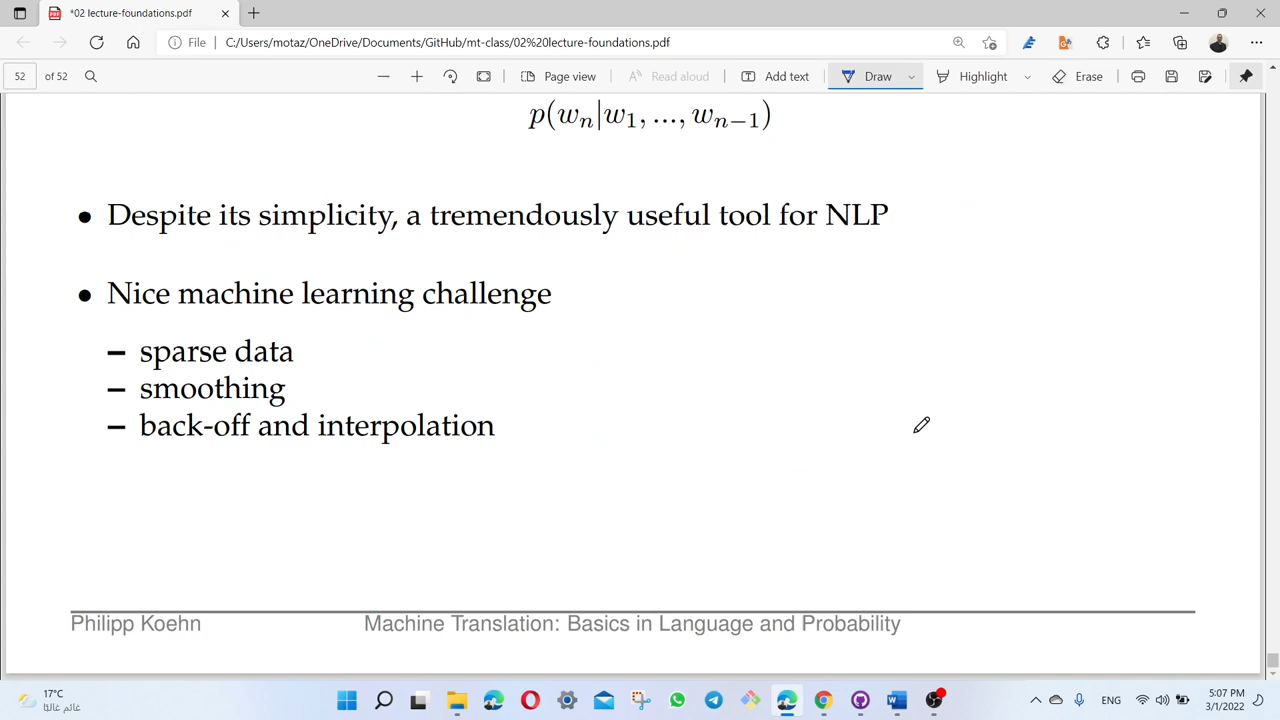 *02 lecture-foundations.pdf
File
C:/Users/motaz/OneDrive/Documents/GitHub/mt-class/02%20lecture-foundations.pdf
52 of 52
Page view
Read aloud
Add text
Draw
Highlight
Erase
p(wₙ|w₁, ..., wₙ₋₁)
• Despite its simplicity, a tremendously useful tool for NLP
• Nice machine learning challenge
– sparse data
– smoothing
– back-off and interpolation
Philipp Koehn
Machine Translation: Basics in Language and Probability
17°C
غائم غالبًا
ENG
5:07 PM
3/1/2022